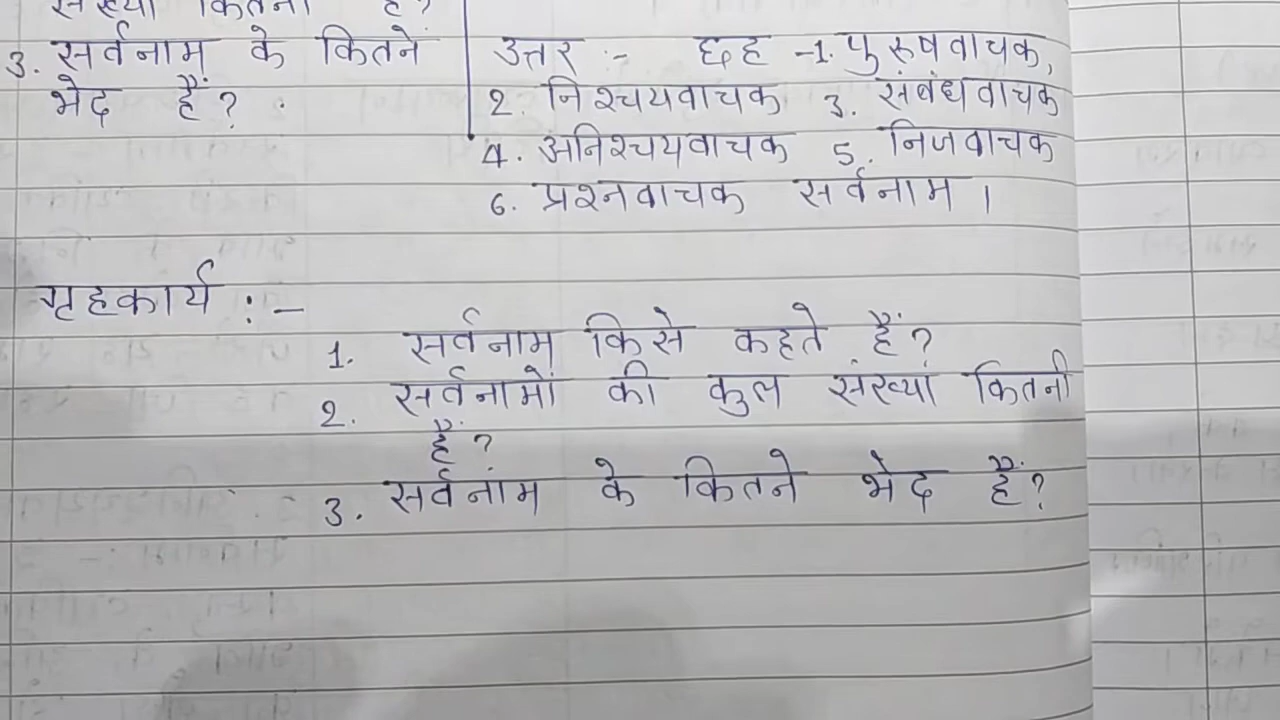 संख्या कितनी है?
3. सर्वनाम के कितने
भेद हैं?
उत्तर :- छह -1. पुरूषवाचक,
2. निश्चयवाचक 3. संबंधवाचक
4. अनिश्चयवाचक 5. निजवाचक
6. प्रश्नवाचक सर्वनाम।
गृहकार्य :-
1. सर्वनाम किसे कहते हैं?
2. सर्वनामों की कुल संख्या कितनी
हैं?
3. सर्वनाम के कितने भेद हैं?